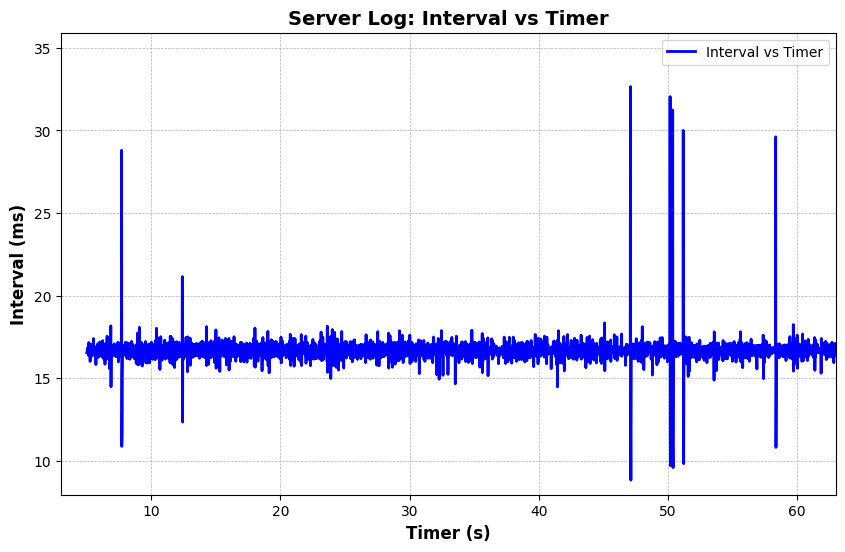 Server Log: Interval vs Timer
Interval vs Timer
35
30
25
20
15
10
Interval (ms)
10 20 30 40 50 60
Timer (s)